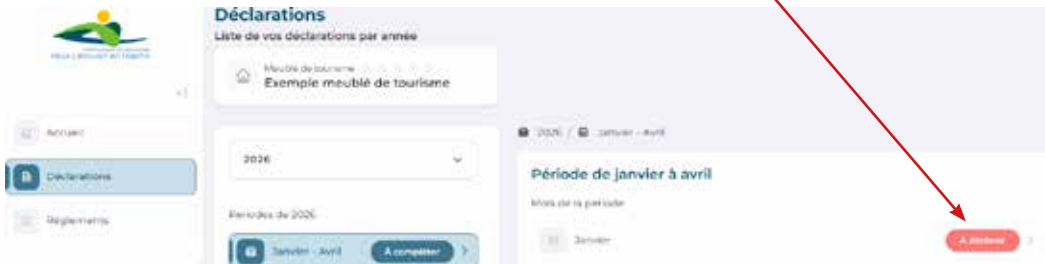 Déclarations
Liste de vos déclarations par année
Meublé de tourisme
Exemple meublé de tourisme
Accueil
Déclarations
Règlements
2026
Périodes de 2026
Janvier - Avril
À compléter
2026 / Janvier - Avril
Période de janvier à avril
Mois de la période
Janvier
À déclarer